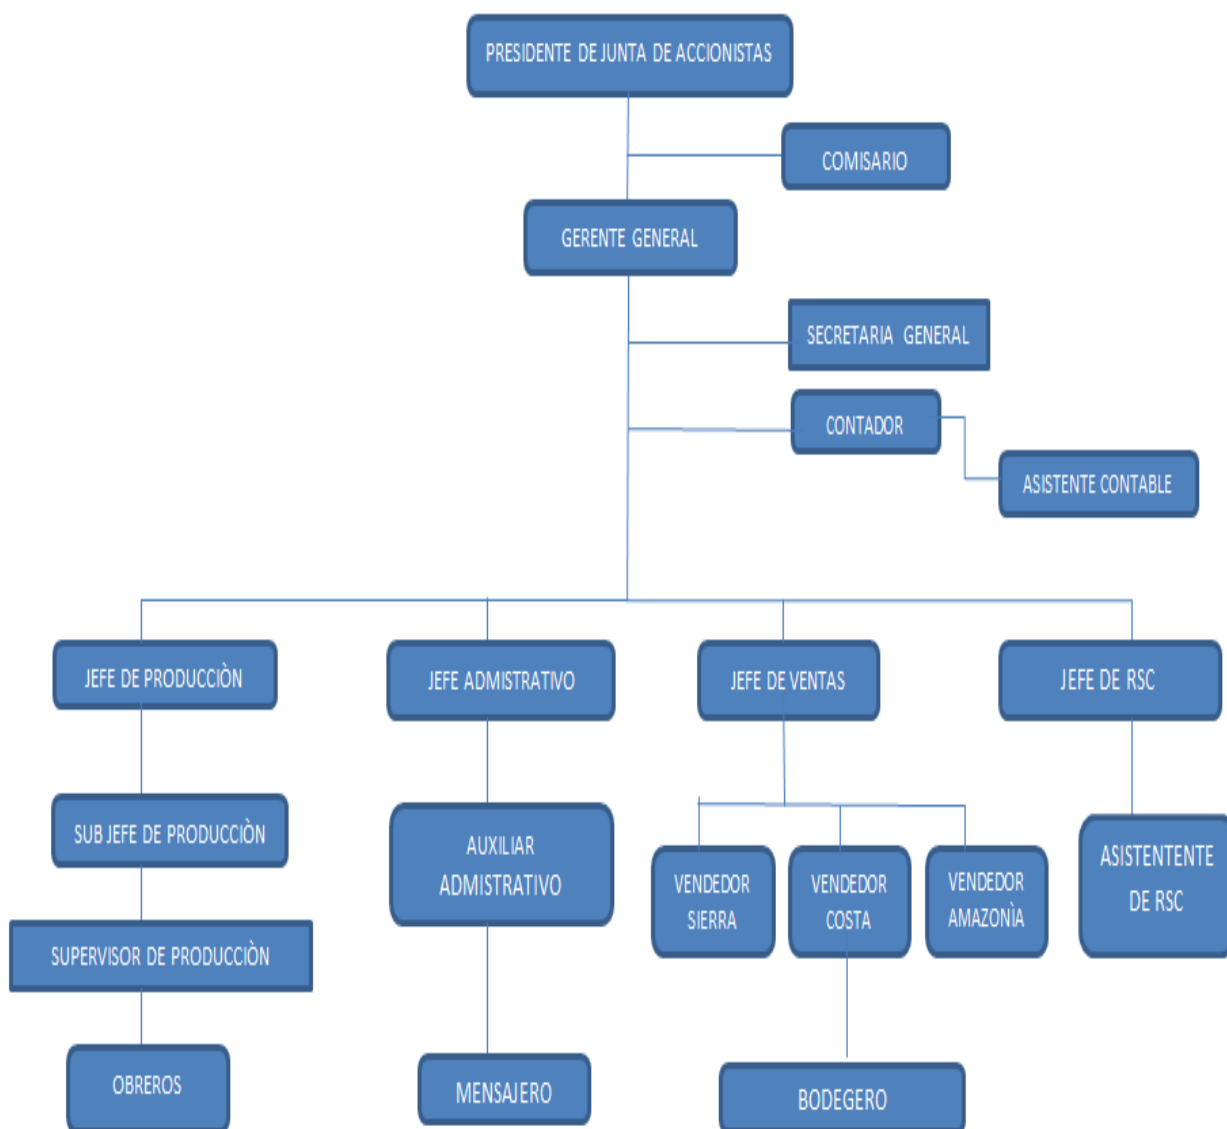 PRESIDENTE DE JUNTA DE ACCIONISTAS
COMISARIO
GERENTE GENERAL
SECRETARIA GENERAL
CONTADOR
ASISTENTE CONTABLE
JEFE DE PRODUCCIÒN
JEFE ADMISTRATIVO
JEFE DE VENTAS
JEFE DE RSC
SUB JEFE DE PRODUCCIÒN
AUXILIAR
ADMISTRATIVO
VENDEDOR
SIERRA
VENDEDOR
COSTA
VENDEDOR
AMAZONÌA
ASISTENTENTE
DE RSC
SUPERVISOR DE PRODUCCIÒN
OBREROS
MENSAJERO
BODEGERO